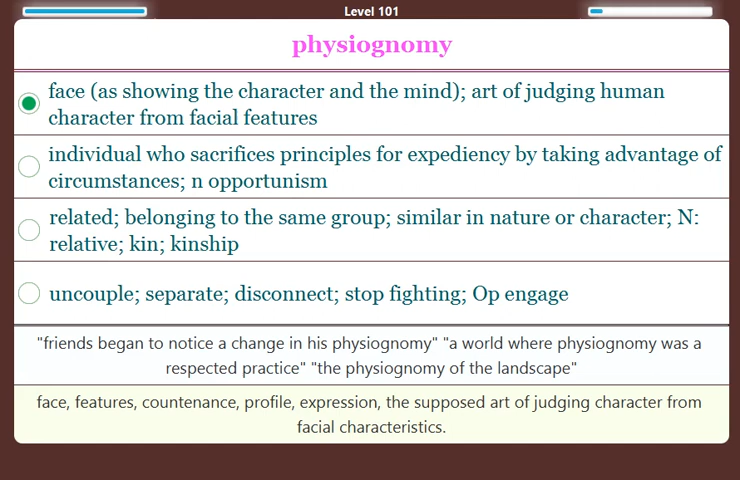 Level 101
physiognomy
face (as showing the character and the mind); art of judging human
character from facial features
individual who sacrifices principles for expediency by taking advantage of
circumstances; n opportunism
related; belonging to the same group; similar in nature or character; N:
relative; kin; kinship
uncouple; separate; disconnect; stop fighting; Op engage
"friends began to notice a change in his physiognomy" "a world where physiognomy was a
respected practice" "the physiognomy of the landscape"
face, features, countenance, profile, expression, the supposed art of judging character from
facial characteristics.